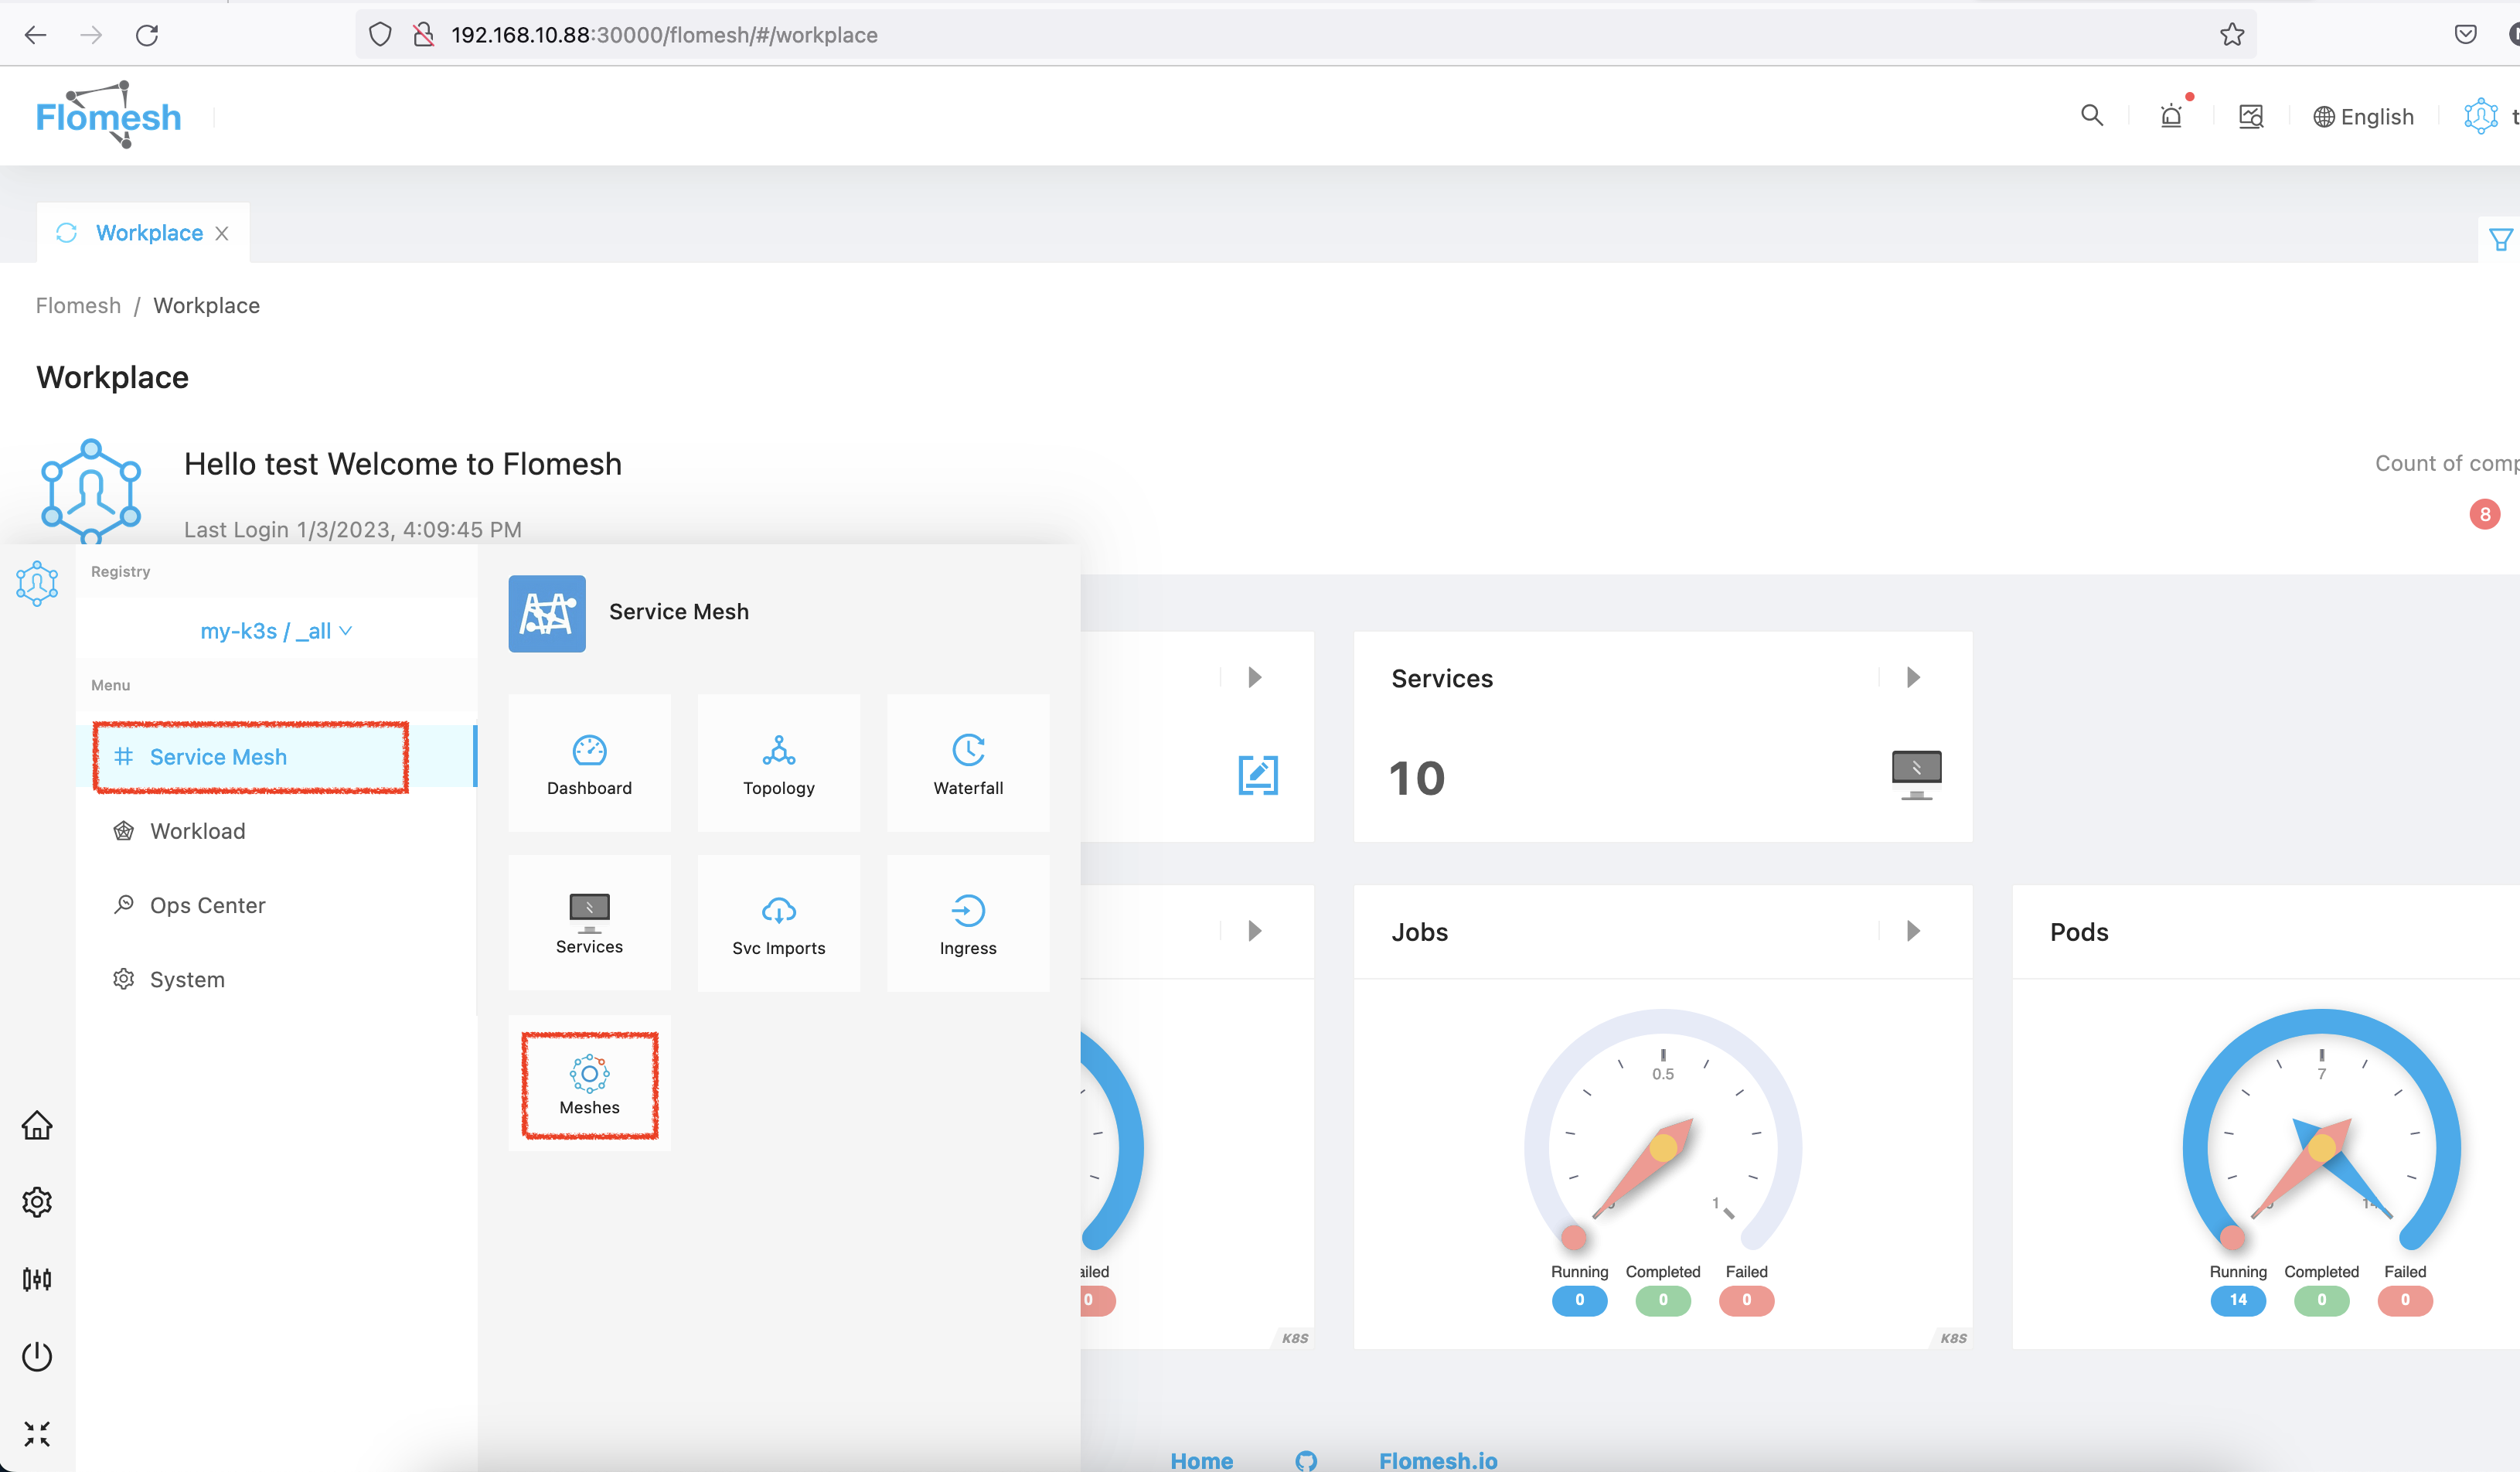 192.168.10.88:30000/flomesh/#/workplace
Flomesh
English
Workplace
Flomesh / Workplace
Workplace
Hello test Welcome to Flomesh
Last Login 1/3/2023, 4:09:45 PM
Count of comp
8
Registry
my-k3s / _all
Menu
Service Mesh
Workload
Ops Center
System
Service Mesh
Dashboard
Topology
Waterfall
Services
Svc Imports
Ingress
Meshes
Services
10
Jobs
0.5
1
Running Completed Failed
0 0 0
K8S
Pods
7
Running Completed Failed
14 0 0
ailed
0
K8S
Home
Flomesh.io